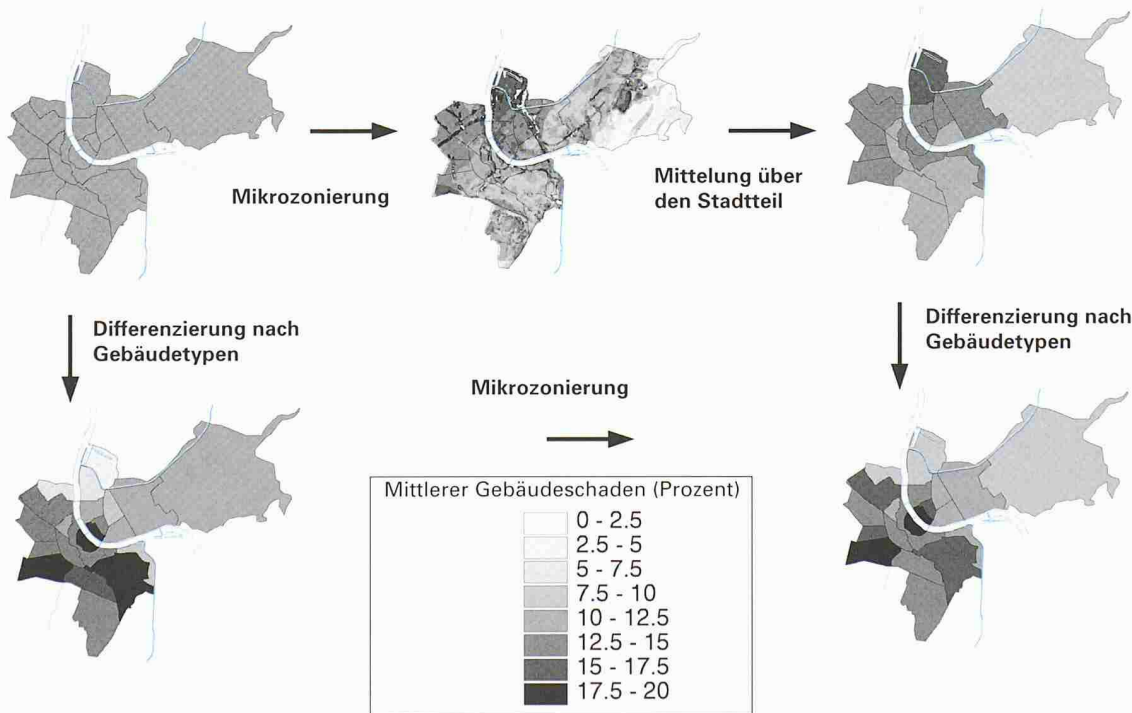 Mikrozonierung
Mittelung über
den Stadtteil
Differenzierung nach
Gebäudetypen
Differenzierung nach
Gebäudetypen
Mikrozonierung
Mittlerer Gebäudeschaden (Prozent)
0 - 2.5
2.5 - 5
5 - 7.5
7.5 - 10
10 - 12.5
12.5 - 15
15 - 17.5
17.5 - 20